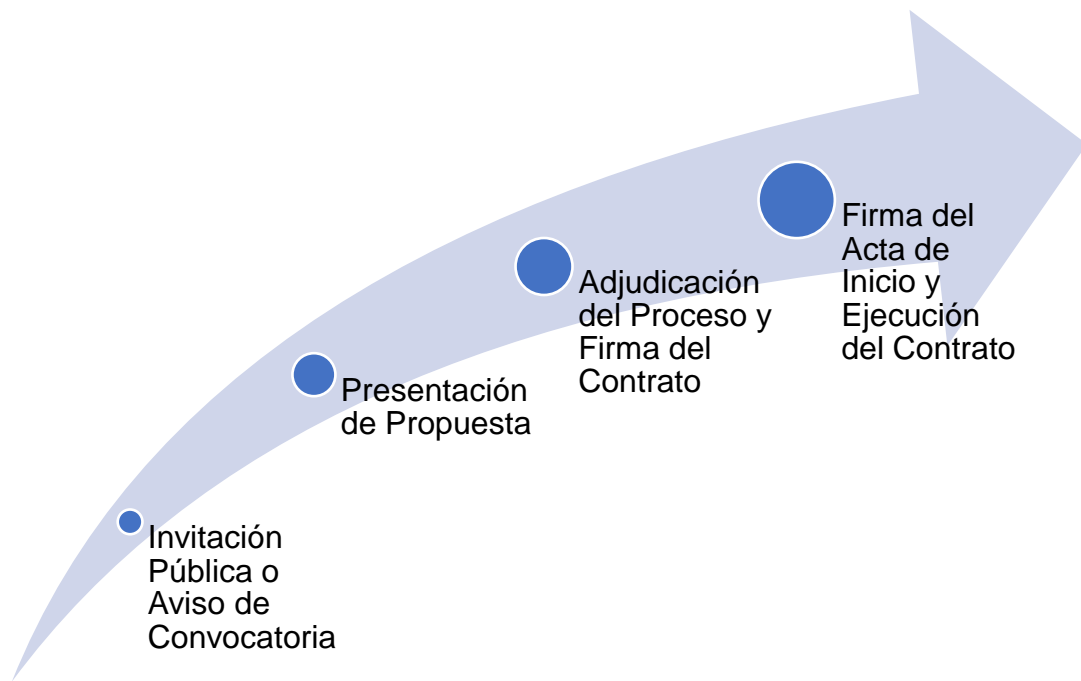 Invitación
Pública o
Aviso de
Convocatoria
Presentación
de Propuesta
Adjudicación
del Proceso y
Firma del
Contrato
Firma del
Acta de
Inicio y
Ejecución
del Contrato